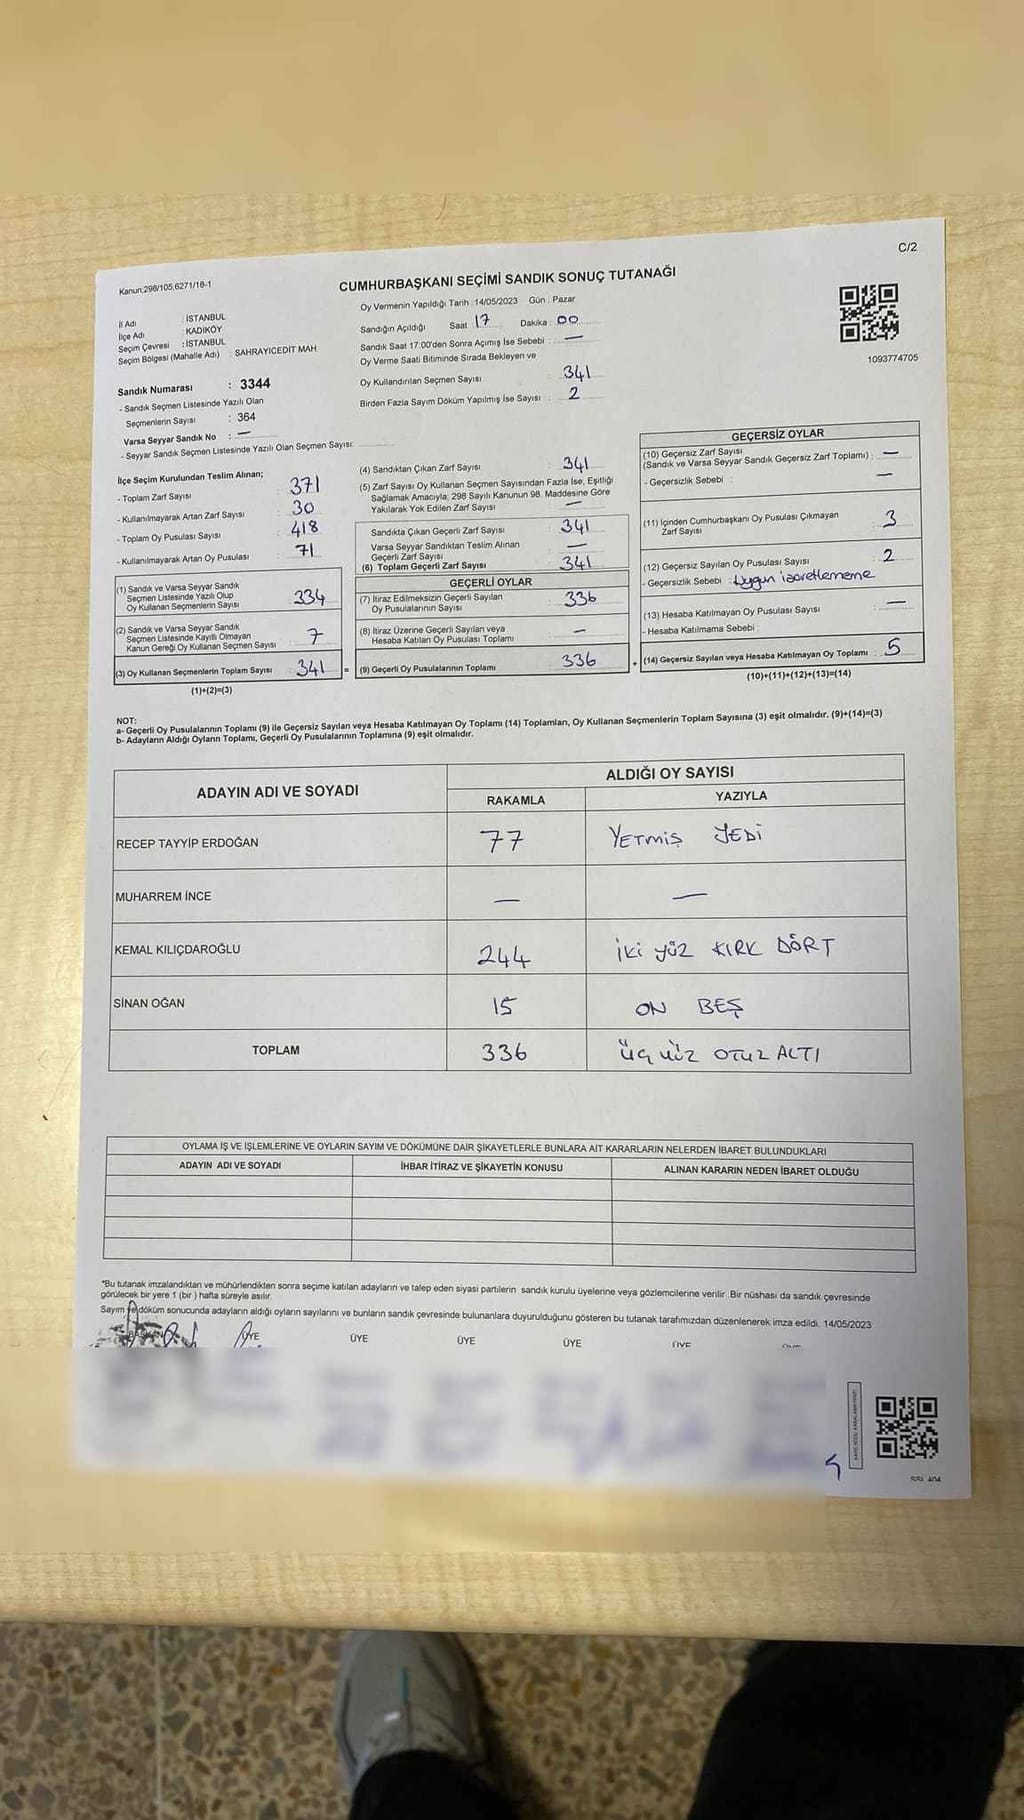 C/2
Kanun;298/105,6271/18-1
CUMHURBAŞKANI SEÇİMİ SANDIK SONUÇ TUTANAĞI
1093774705
İl Adı : İSTANBUL
İlçe Adı : KADIKÖY
Seçim Çevresi : İSTANBUL
Seçim Bölgesi (Mahalle Adı) : SAHRAYICEDİT MAH.
Sandık Numarası : 3344
- Sandık Seçmen Listesinde Yazılı Olan
Seçmenlerin Sayısı : 364
Varsa Seyyar Sandık No : —
- Seyyar Sandık Seçmen Listesinde Yazılı Olan Seçmen Sayısı:
Oy Vermenin Yapıldığı Tarih : 14/05/2023 Gün : Pazar
Sandığın Açıldığı Saat 17 Dakika : 00
Sandık Saat 17.00'den Sonra Açımış İse Sebebi : —
Oy Verme Saati Bitiminde Sırada Bekleyen ve
Oy Kullandırılan Seçmen Sayısı : 341
Birden Fazla Sayım Döküm Yapılmış İse Sayısı : 2
İlçe Seçim Kurulundan Teslim Alınan;
- Toplam Zarf Sayısı : 371
- Kullanılmayarak Artan Zarf Sayısı : 30
- Toplam Oy Pusulası Sayısı : 418
- Kullanılmayarak Artan Oy Pusulası : 71
(1) Sandık ve Varsa Seyyar Sandık
Seçmen Listesinde Yazılı Olup
Oy Kullanan Seçmenlerin Sayısı 334
(2) Sandık ve Varsa Seyyar Sandık
Seçmen Listesinde Kayıtlı Olmayan
Kanun Gereği Oy Kullanan Seçmen Sayısı 7
(3) Oy Kullanan Seçmenlerin Toplam Sayısı 341 =
(1)+(2)=(3)
(4) Sandıktan Çıkan Zarf Sayısı 341
(5) Zarf Sayısı Oy Kullanan Seçmen Sayısından Fazla İse, Eşitliği
Sağlamak Amacıyla; 298 Sayılı Kanunun 98. Maddesine Göre
Yakılarak Yok Edilen Zarf Sayısı —
Sandıkta Çıkan Geçerli Zarf Sayısı 341
Varsa Seyyar Sandıktan Teslim Alınan
Geçerli Zarf Sayısı —
(6) Toplam Geçerli Zarf Sayısı 341
GEÇERLİ OYLAR
(7) İtiraz Edilmeksizin Geçerli Sayılan
Oy Pusulalarının Sayısı 336
(8) İtiraz Üzerine Geçerli Sayılan veya
Hesaba Katılan Oy Pusulası Toplamı —
(9) Geçerli Oy Pusulalarının Toplamı 336 +
GEÇERSİZ OYLAR
(10) Geçersiz Zarf Sayısı
(Sandık ve Varsa Seyyar Sandık Geçersiz Zarf Toplamı) : —
- Geçersizlik Sebebi : —
(11) İçinden Cumhurbaşkanı Oy Pusulası Çıkmayan
Zarf Sayısı : 3
(12) Geçersiz Sayılan Oy Pusulası Sayısı : 2
- Geçersizlik Sebebi : Uygun işaretlememe
(13) Hesaba Katılmayan Oy Pusulası Sayısı : —
- Hesaba Katılmama Sebebi :
(14) Geçersiz Sayılan veya Hesaba Katılmayan Oy Toplamı : 5
(10)+(11)+(12)+(13)=(14)
NOT:
a- Geçerli Oy Pusulalarının Toplamı (9) ile Geçersiz Sayılan veya Hesaba Katılmayan Oy Toplamı (14) Toplamları, Oy Kullanan Seçmenlerin Toplam Sayısına (3) eşit olmalıdır. (9)+(14)=(3)
b- Adayların Aldığı Oyların Toplamı, Geçerli Oy Pusulalarının Toplamına (9) eşit olmalıdır.
ADAYIN ADI VE SOYADI ALDIĞI OY SAYISI
RAKAMLA YAZIYLA
RECEP TAYYİP ERDOĞAN 77 YETMİŞ YEDİ
MUHARREM İNCE — —
KEMAL KILIÇDAROĞLU 244 İKİ YÜZ KIRK DÖRT
SİNAN OĞAN 15 ON BEŞ
TOPLAM 336 ÜÇ YÜZ OTUZ ALTI
OYLAMA İŞ VE İŞLEMLERİNE VE OYLARIN SAYIM VE DÖKÜMÜNE DAİR ŞİKAYETLERLE BUNLARA AİT KARARLARIN NELERDEN İBARET BULUNDUKLARI
ADAYIN ADI VE SOYADI İHBAR İTİRAZ VE ŞİKAYETİN KONUSU ALINAN KARARIN NEDEN İBARET OLDUĞU
*Bu tutanak imzalandıktan ve mühürlendikten sonra seçime katılan adayların ve talep eden siyasi partilerin sandık kurulu üyelerine veya gözlemcilerine verilir. Bir nüshası da sandık çevresinde
görülecek bir yere 1 (bir ) hafta süreyle asılır.
Sayım ve döküm sonucunda adayların aldığı oyların sayılarını ve bunların sandık çevresinde bulunanlara duyurulduğunu gösteren bu tutanak tarafımızdan düzenlenerek imza edildi. 14/05/2023
BAŞKAN ÜYE ÜYE ÜYE ÜYE ÜYE ÜYE